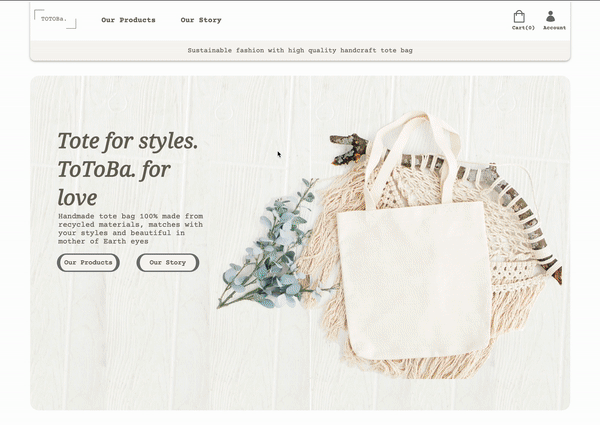 TOTOBa.
Our Products
Our Story
Cart(0)
Account
Sustainable fashion with high quality handcraft tote bag
Tote for styles.
ToToBa. for
love
Handmade tote bag 100% made from
recycled materials, matches with
your styles and beautiful in
mother of Earth eyes
Our Products
Our Story